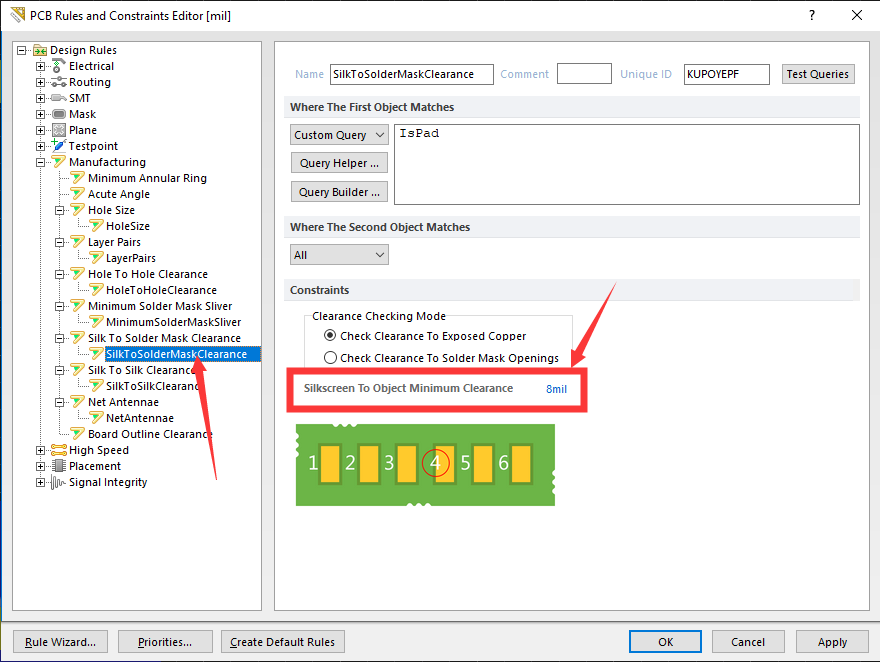 PCB Rules and Constraints Editor [mil]
?
Design Rules
Electrical
Routing
SMT
Mask
Plane
Testpoint
Manufacturing
Minimum Annular Ring
Acute Angle
Hole Size
HoleSize
Layer Pairs
LayerPairs
Hole To Hole Clearance
HoleToHoleClearance
Minimum Solder Mask Sliver
MinimumSolderMaskSliver
Silk To Solder Mask Clearance
SilkToSolderMaskClearance
Silk To Silk Clearance
SilkToSilkClearanc
Net Antennae
NetAntennae
Board Outline Clearance
High Speed
Placement
Signal Integrity
Name SilkToSolderMaskClearance Comment Unique ID KUPOYEPF Test Queries
Where The First Object Matches
Custom Query IsPad
Query Helper ...
Query Builder ...
Where The Second Object Matches
All
Constraints
Clearance Checking Mode
Check Clearance To Exposed Copper
Check Clearance To Solder Mask Openings
Silkscreen To Object Minimum Clearance 8mil
1 2 3 4 5 6
Rule Wizard... Priorities... Create Default Rules OK Cancel Apply